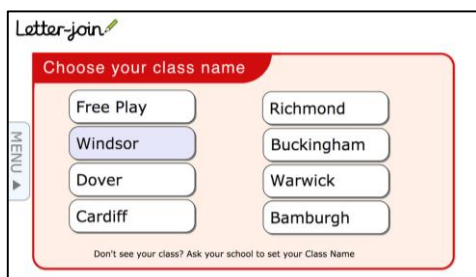 Letter-join
Choose your class name
Free Play
Windsor
Dover
Cardiff
Richmond
Buckingham
Warwick
Bamburgh
MENU
Don't see your class? Ask your school to set your Class Name